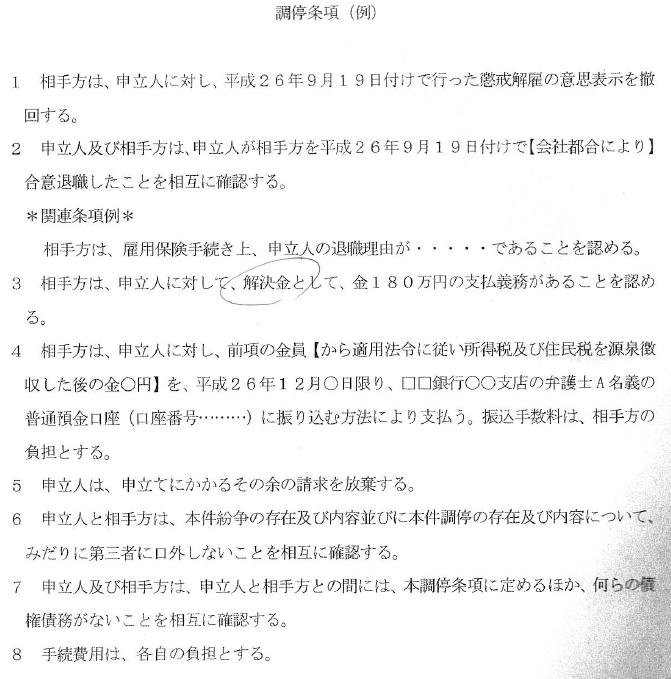 調停条項（例）
1　相手方は、申立人に対し、平成２６年９月１９日付けで行った懲戒解雇の意思表示を撤
回する。
2　申立人及び相手方は、申立人が相手方を平成２６年９月１９日付けで【会社都合により】
合意退職したことを相互に確認する。
＊関連条項例＊
相手方は、雇用保険手続き上、申立人の退職理由が・・・・・であることを認める。
3　相手方は、申立人に対して、解決金として、金１８０万円の支払義務があることを認め
る。
4　相手方は、申立人に対し、前項の金員【から適用法令に従い所得税及び住民税を源泉徴
収した後の金〇円】を、平成２６年１２月〇日限り、□□銀行〇〇支店の弁護士Ａ名義の
普通預金口座（口座番号………）に振り込む方法により支払う。振込手数料は、相手方の
負担とする。
5　申立人は、申立てにかかるその余の請求を放棄する。
6　申立人と相手方は、本件紛争の存在及び内容並びに本件調停の存在及び内容について、
みだりに第三者に口外しないことを相互に確認する。
7　申立人及び相手方は、申立人と相手方との間には、本調停条項に定めるほか、何らの債
権債務がないことを相互に確認する。
8　手続費用は、各自の負担とする。